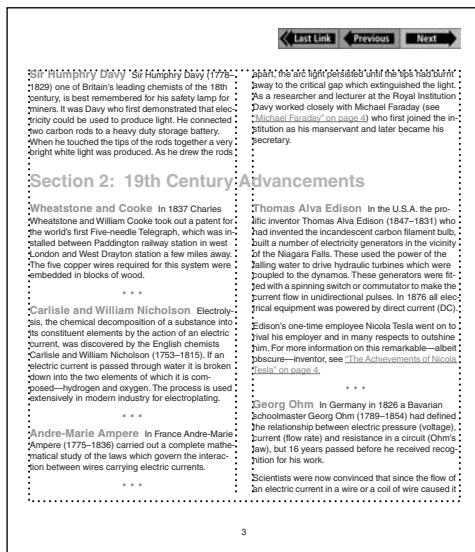 Last Link Previous Next
Sir Humphry Davy Sir Humphry Davy (1778–
1829) one of Britain's leading chemists of the 18th
century, is best remembered for his safety lamp for
miners. It was Davy who first demonstrated that elec-
tricity could be used to produce light. He connected
two carbon rods to a heavy duty storage battery.
When he touched the tips of the rods together a very
bright white light was produced. As he drew the rods
apart, the arc light persisted until the tips had burnt
away to the critical gap which extinguished the light.
As a researcher and lecturer at the Royal Institution
Davy worked closely with Michael Faraday (see
"Michael Faraday" on page 4) who first joined the in-
stitution as his manservant and later became his
secretary.
Section 2: 19th Century Advancements
Wheatstone and Cooke In 1837 Charles
Wheatstone and William Cooke took out a patent for
the world's first Five-needle Telegraph, which was in-
stalled between Paddington railway station in west
London and West Drayton station a few miles away.
The five copper wires required for this system were
embedded in blocks of wood.
• • •
Carlisle and William Nicholson Electroly-
sis, the chemical decomposition of a substance into
its constituent elements by the action of an electric
current, was discovered by the English chemists
Carlisle and William Nicholson (1753–1815). If an
electric current is passed through water it is broken
down into the two elements of which it is com-
posed—hydrogen and oxygen. The process is used
extensively in modern industry for electroplating.
• • •
Andre-Marie Ampere In France Andre-Marie
Ampere (1775–1836) carried out a complete mathe-
matical study of the laws which govern the interac-
tion between wires carrying electric currents.
• • •
Thomas Alva Edison In the U.S.A. the pro-
lific inventor Thomas Alva Edison (1847–1831) who
had invented the incandescent carbon filament bulb,
built a number of electricity generators in the vicinity
of the Niagara Falls. These used the power of the
falling water to drive hydraulic turbines which were
coupled to the dynamos. These generators were fit-
ted with a spinning switch or commutator to make the
current flow in unidirectional pulses. In 1876 all elec-
trical equipment was powered by direct current (DC).
Edison's one-time employee Nicola Tesla went on to
rival his employer and in many respects to outshine
him. For more information on this remarkable—albeit
obscure—inventor, see "The Achievements of Nicola
Tesla" on page 4.
• • •
Georg Ohm In Germany in 1826 a Bavarian
schoolmaster Georg Ohm (1789–1854) had defined
the relationship between electric pressure (voltage),
current (flow rate) and resistance in a circuit (Ohm's
law), but 16 years passed before he received recog-
nition for his work.
Scientists were now convinced that since the flow of
an electric current in a wire or a coil of wire caused it
3